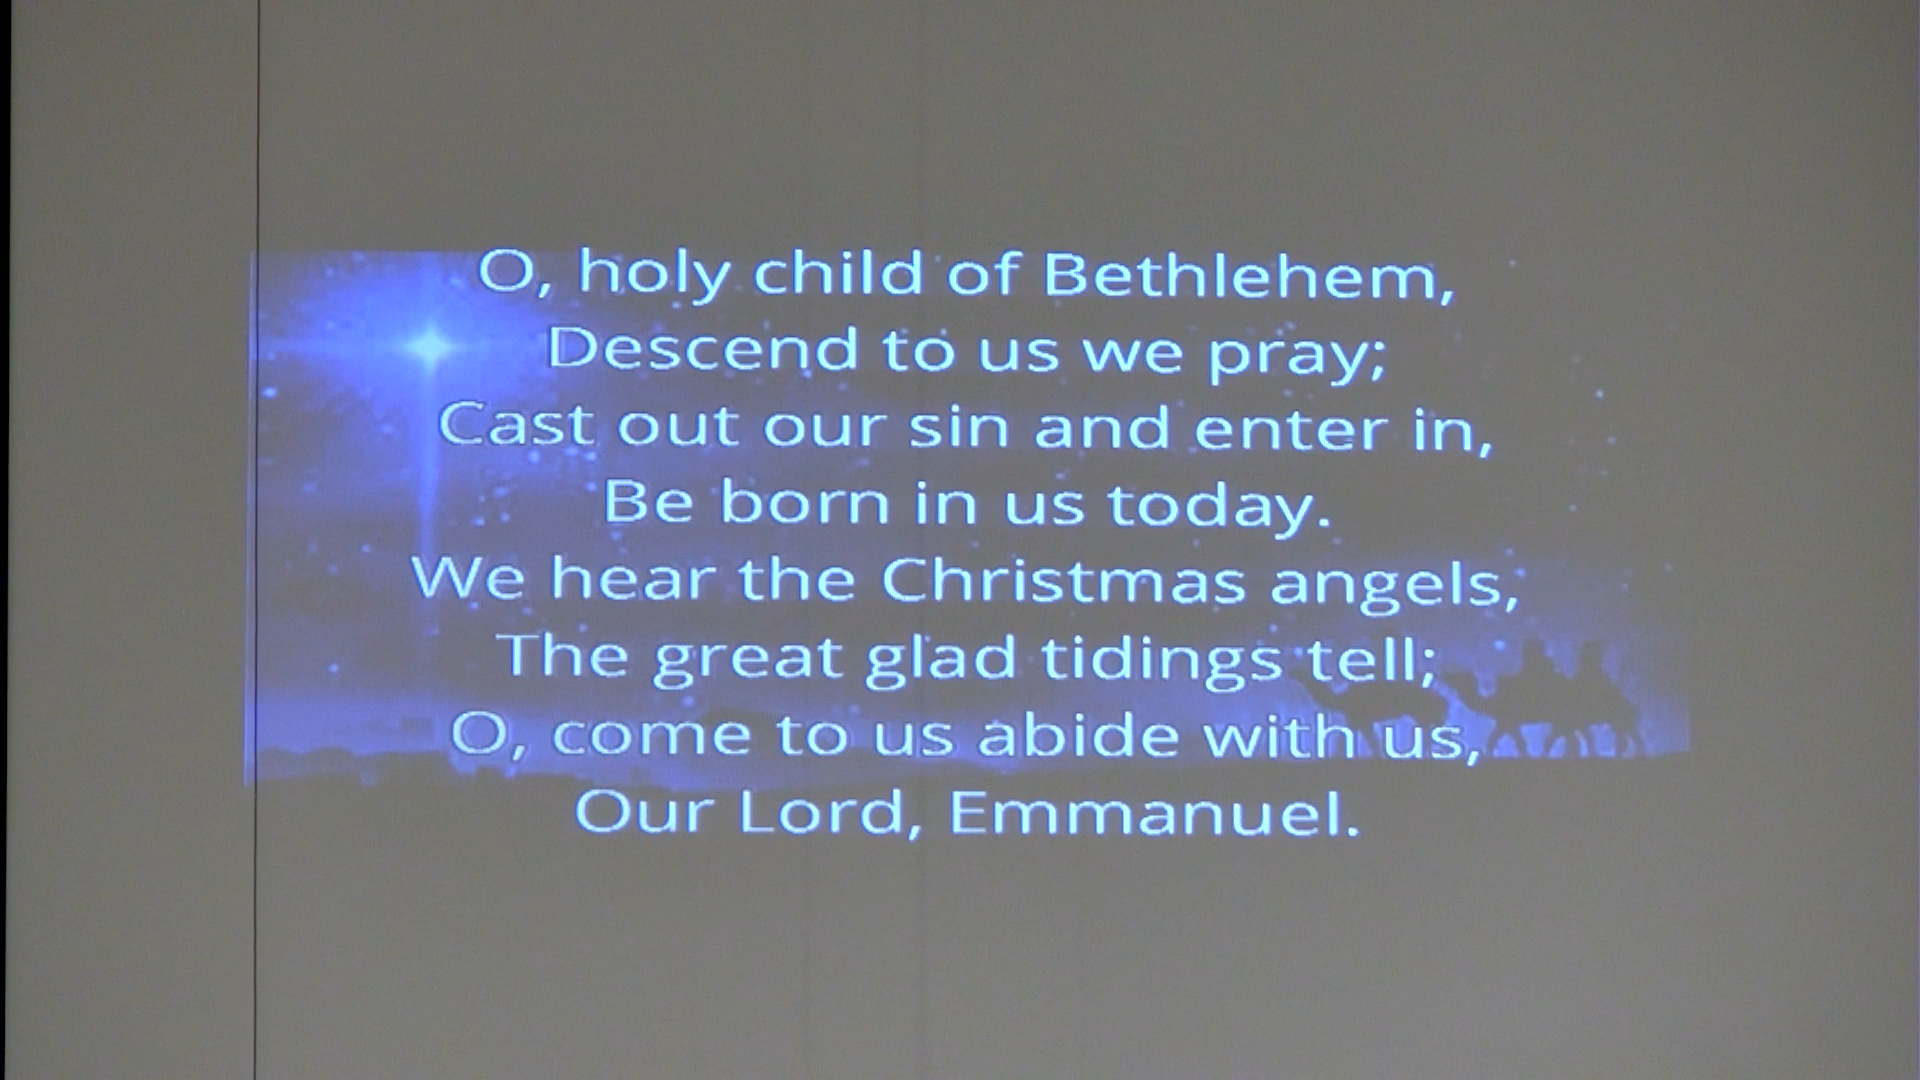 O, holy child of Bethlehem,
Descend to us we pray;
Cast out our sin and enter in,
Be born in us today.
We hear the Christmas angels,
The great glad tidings tell;
O, come to us abide with us,
Our Lord, Emmanuel.